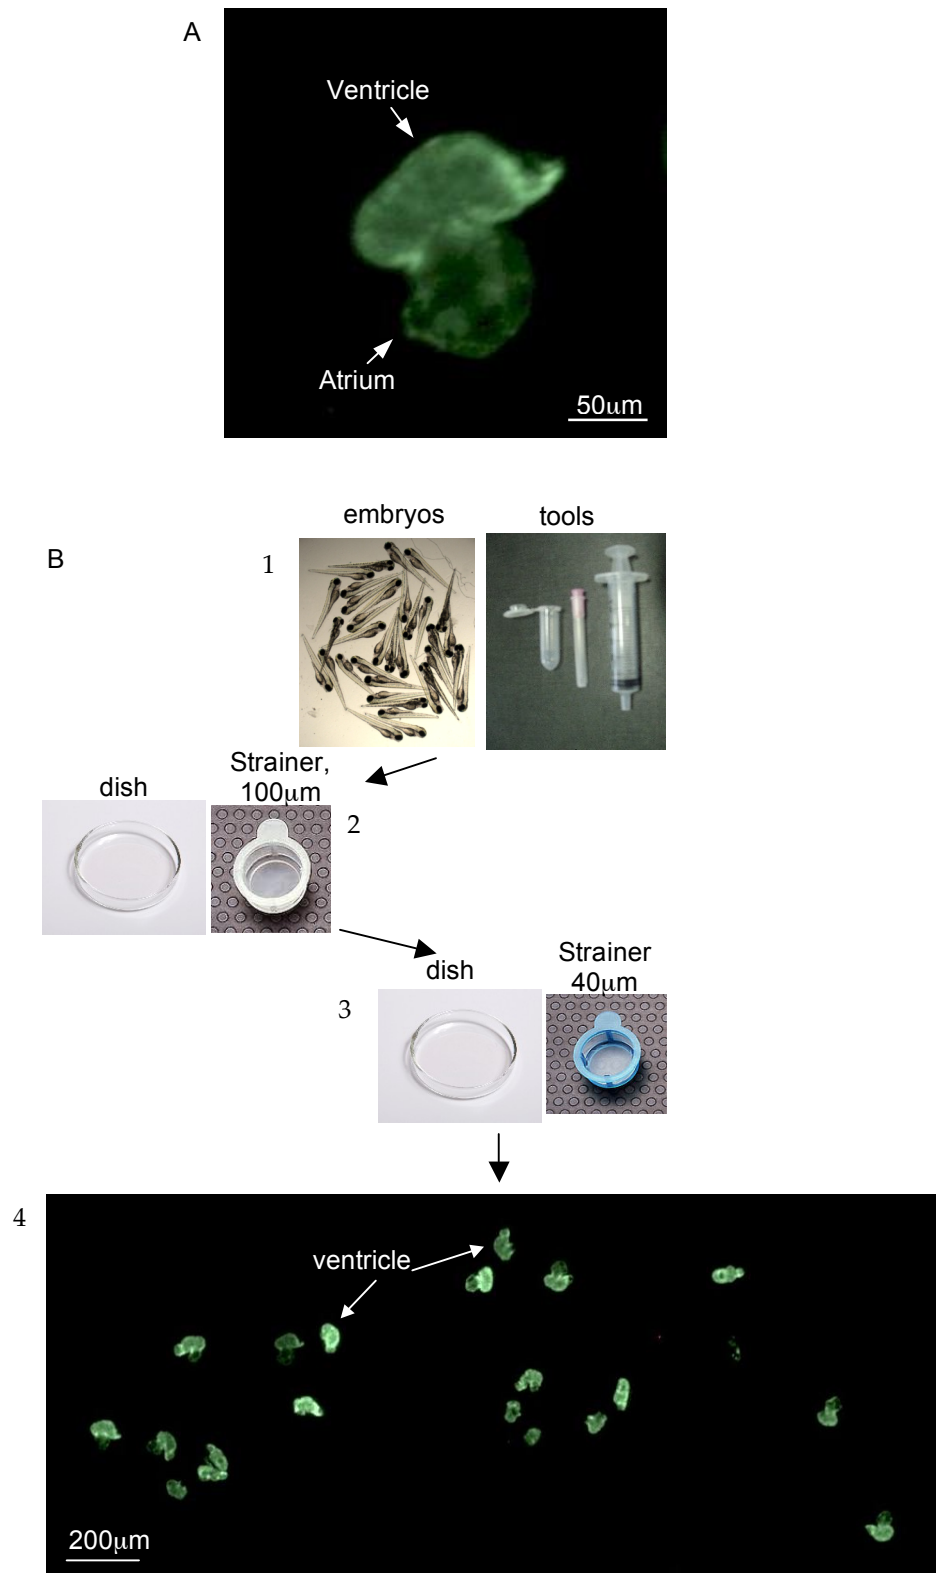 A
Ventricle
Atrium
50μm
embryos
tools
B
1
dish
Strainer,
100μm
2
dish
Strainer
40μm
3
4
ventricle
200μm